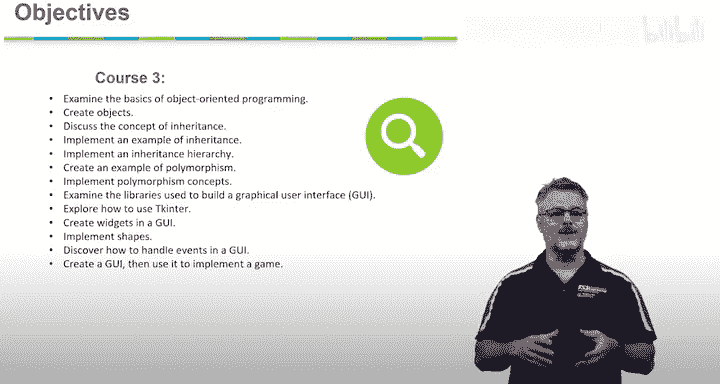 Objectives
bilibili
Course 3:
• Examine the basics of object-oriented programming.
• Create objects.
• Discuss the concept of inheritance.
• Implement an example of inheritance.
• Implement an inheritance hierarchy.
• Create an example of polymorphism.
• Implement polymorphism concepts.
• Examine the libraries used to build a graphical user interface (GUI).
• Explore how to use Tkinter.
• Create widgets in a GUI.
• Implement shapes.
• Discover how to handle events in a GUI.
• Create a GUI, then use it to implement a game.